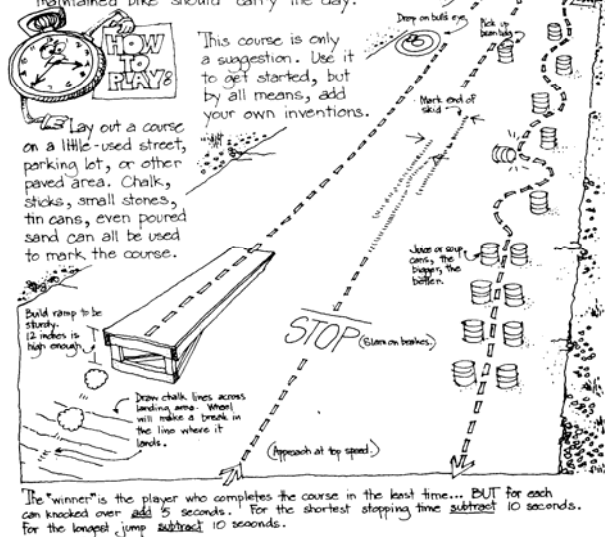 maintained bike should carry the day.
HOW
TO
PLAY:
This course is only
a suggestion. Use it
to get started, but
by all means, add
your own inventions.
Lay out a course
on a little-used street,
parking lot, or other
paved area. Chalk,
sticks, small stones,
tin cans, even poured
sand can all be used
to mark the course.
Drop on bulls eye
Pick up
bean bag
Mark end of
skid
Juice or soup
cans, the
bigger, the
better.
Build ramp to be
sturdy.
12 inches is
high enough.
STOP (Slam on brakes.)
Draw chalk lines across
landing area. Wheel
will make a break in
the line where it
lands.
(Approach at top speed.)
The "winner" is the player who completes the course in the least time... BUT for each
can knocked over add 5 seconds. For the shortest stopping time subtract 10 seconds.
For the longest jump subtract 10 seconds.